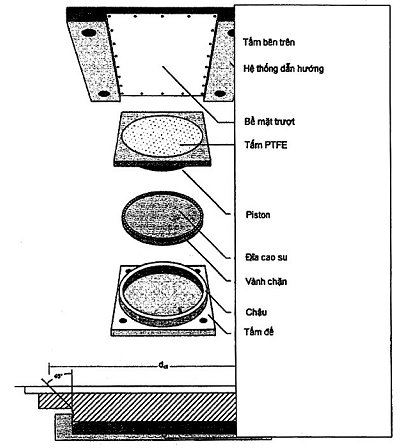 Tấm bên trên
Hệ thống dẫn hướng
Bề mặt trượt
Tấm PTFE
Piston
Đĩa cao su
Vành chặn
Chậu
Tấm đế
45°